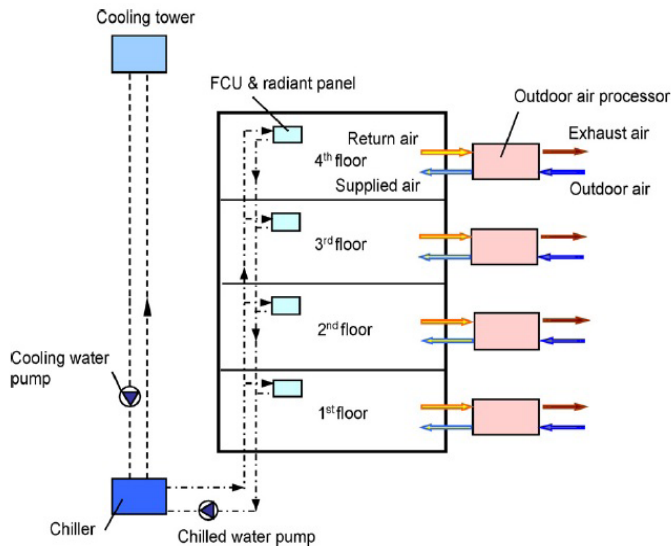 Cooling tower
FCU & radiant panel
Outdoor air processor
Return air
Exhaust air
4th floor
Supplied air
Outdoor air
3rd floor
2nd floor
Cooling water
pump
1st floor
Chiller
Chilled water pump